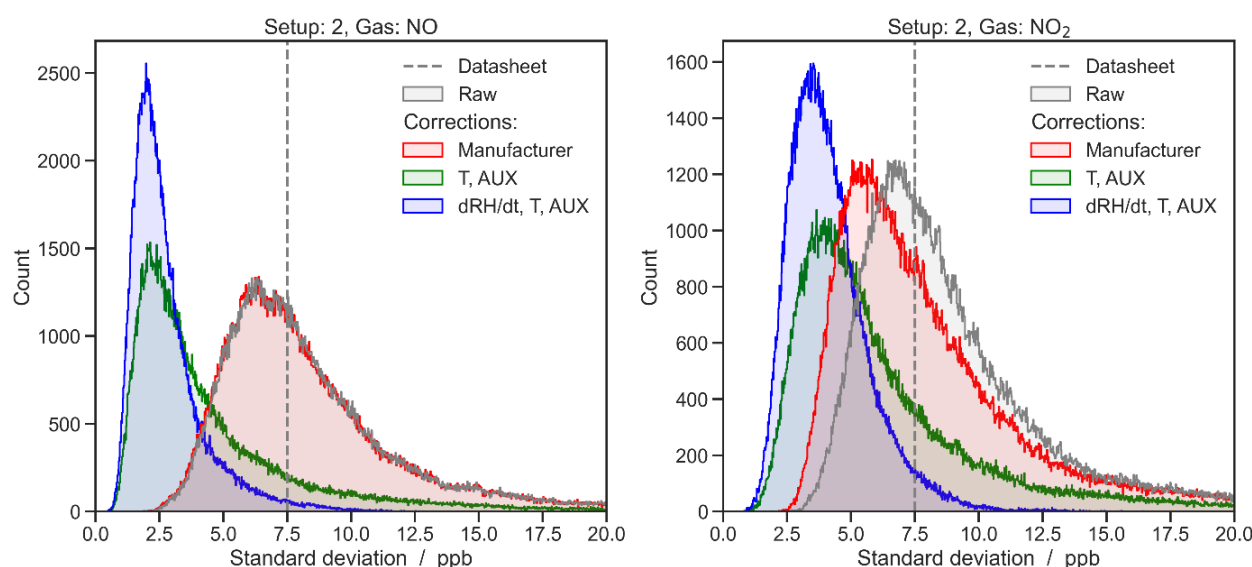 Setup: 2, Gas: NO
2500
2000
1500
1000
500
0
Count
Datasheet
Raw
Corrections:
Manufacturer
T, AUX
dRH/dt, T, AUX
0.0 2.5 5.0 7.5 10.0 12.5 15.0 17.5 20.0
Standard deviation / ppb
Setup: 2, Gas: NO₂
1600
1400
1200
1000
800
600
400
200
0
Count
Datasheet
Raw
Corrections:
Manufacturer
T, AUX
dRH/dt, T, AUX
0.0 2.5 5.0 7.5 10.0 12.5 15.0 17.5 20.0
Standard deviation / ppb